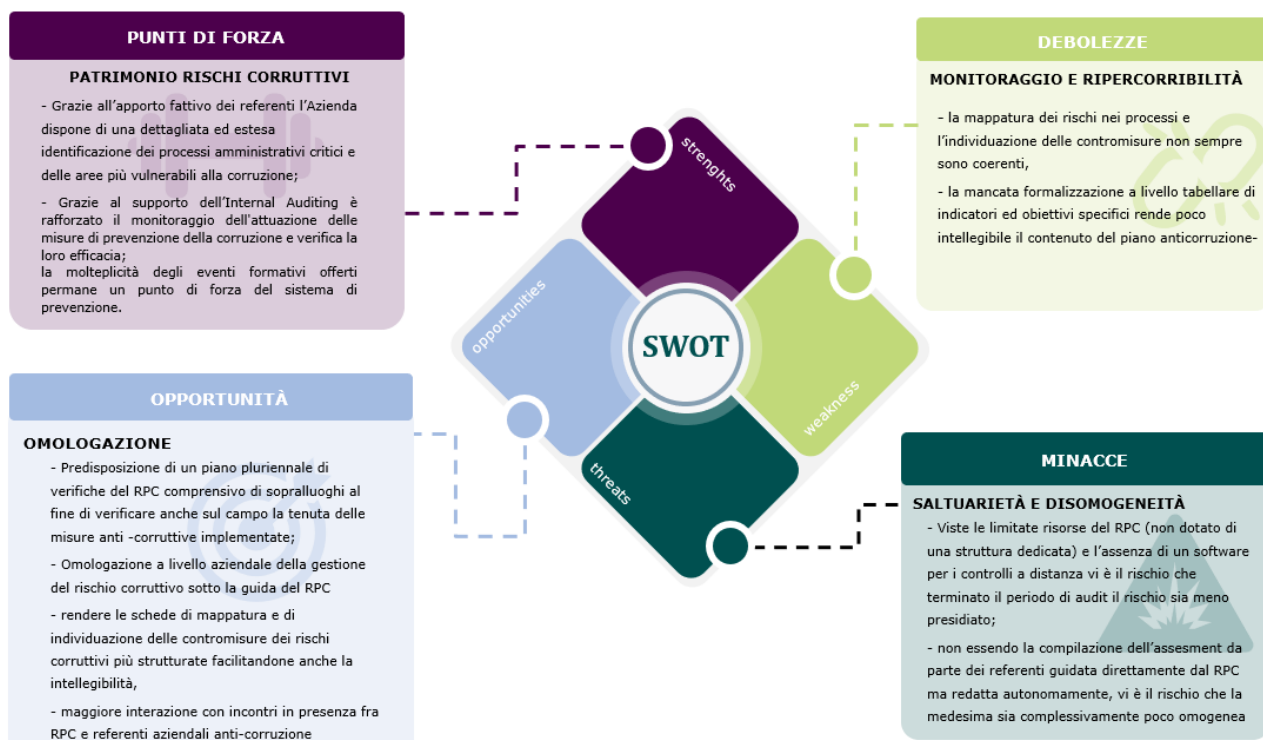 PUNTI DI FORZA
PATRIMONIO RISCHI CORRUTTIVI
- Grazie all’apporto fattivo dei referenti l’Azienda
dispone di una dettagliata ed estesa
identificazione dei processi amministrativi critici e
delle aree più vulnerabili alla corruzione;
- Grazie al supporto dell’Internal Auditing è
rafforzato il monitoraggio dell'attuazione delle
misure di prevenzione della corruzione e verifica la
loro efficacia;
la molteplicità degli eventi formativi offerti
permane un punto di forza del sistema di
prevenzione.
DEBOLEZZE
MONITORAGGIO E RIPERCORRIBILITÀ
- la mappatura dei rischi nei processi e
l’individuazione delle contromisure non sempre
sono coerenti,
- la mancata formalizzazione a livello tabellare di
indicatori ed obiettivi specifici rende poco
intellegibile il contenuto del piano anticorruzione-
strenghts
opportunities
SWOT
weakness
threats
OPPORTUNITÀ
OMOLOGAZIONE
- Predisposizione di un piano pluriennale di
verifiche del RPC comprensivo di sopralluoghi al
fine di verificare anche sul campo la tenuta delle
misure anti -corruttive implementate;
- Omologazione a livello aziendale della gestione
del rischio corruttivo sotto la guida del RPC
- rendere le schede di mappatura e di
individuazione delle contromisure dei rischi
corruttivi più strutturate facilitandone anche la
intellegibilità,
- maggiore interazione con incontri in presenza fra
RPC e referenti aziendali anti-corruzione
MINACCE
SALTUARIETÀ E DISOMOGENEITÀ
- Viste le limitate risorse del RPC (non dotato di
una struttura dedicata) e l’assenza di un software
per i controlli a distanza vi è il rischio che
terminato il periodo di audit il rischio sia meno
presidiato;
- non essendo la compilazione dell’assesment da
parte dei referenti guidata direttamente dal RPC
ma redatta autonomamente, vi è il rischio che la
medesima sia complessivamente poco omogenea